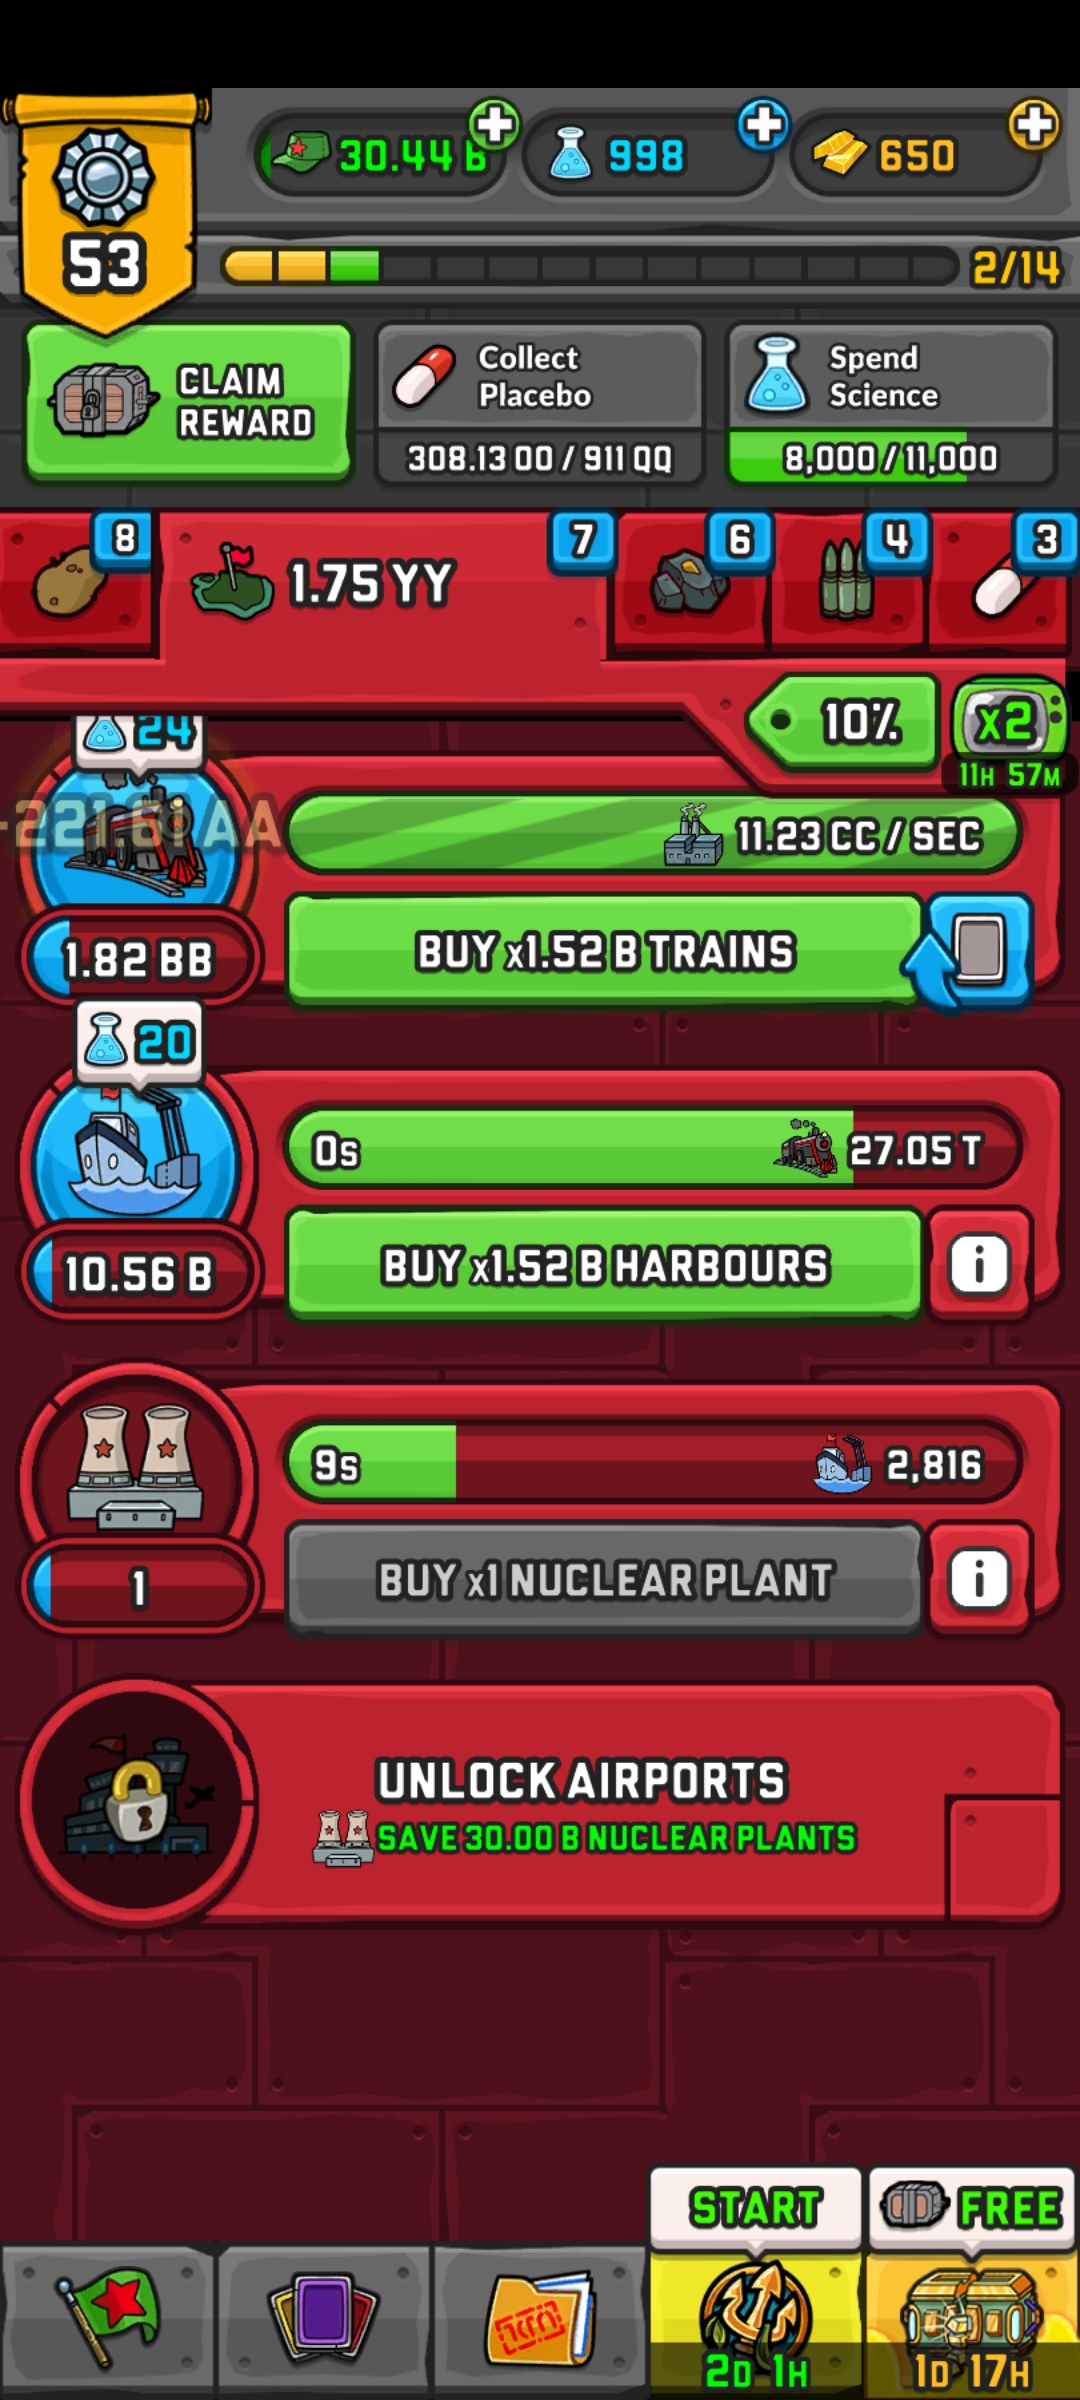 30.44 B
998
650
53
2/14
CLAIM
REWARD
Collect
Placebo
308.13 OO / 911 QQ
Spend
Science
8,000 / 11,000
8
1.75 YY
7
6
4
3
10%
x2
11H 57M
24
-221.61 AA
11.23 CC / SEC
1.82 BB
BUY x1.52 B TRAINS
20
0s
27.05 T
10.56 B
BUY x1.52 B HARBOURS
9s
2,816
1
BUY x1 NUCLEAR PLANT
UNLOCK AIRPORTS
SAVE 30.00 B NUCLEAR PLANTS
START
FREE
2D 1H
1D 17H